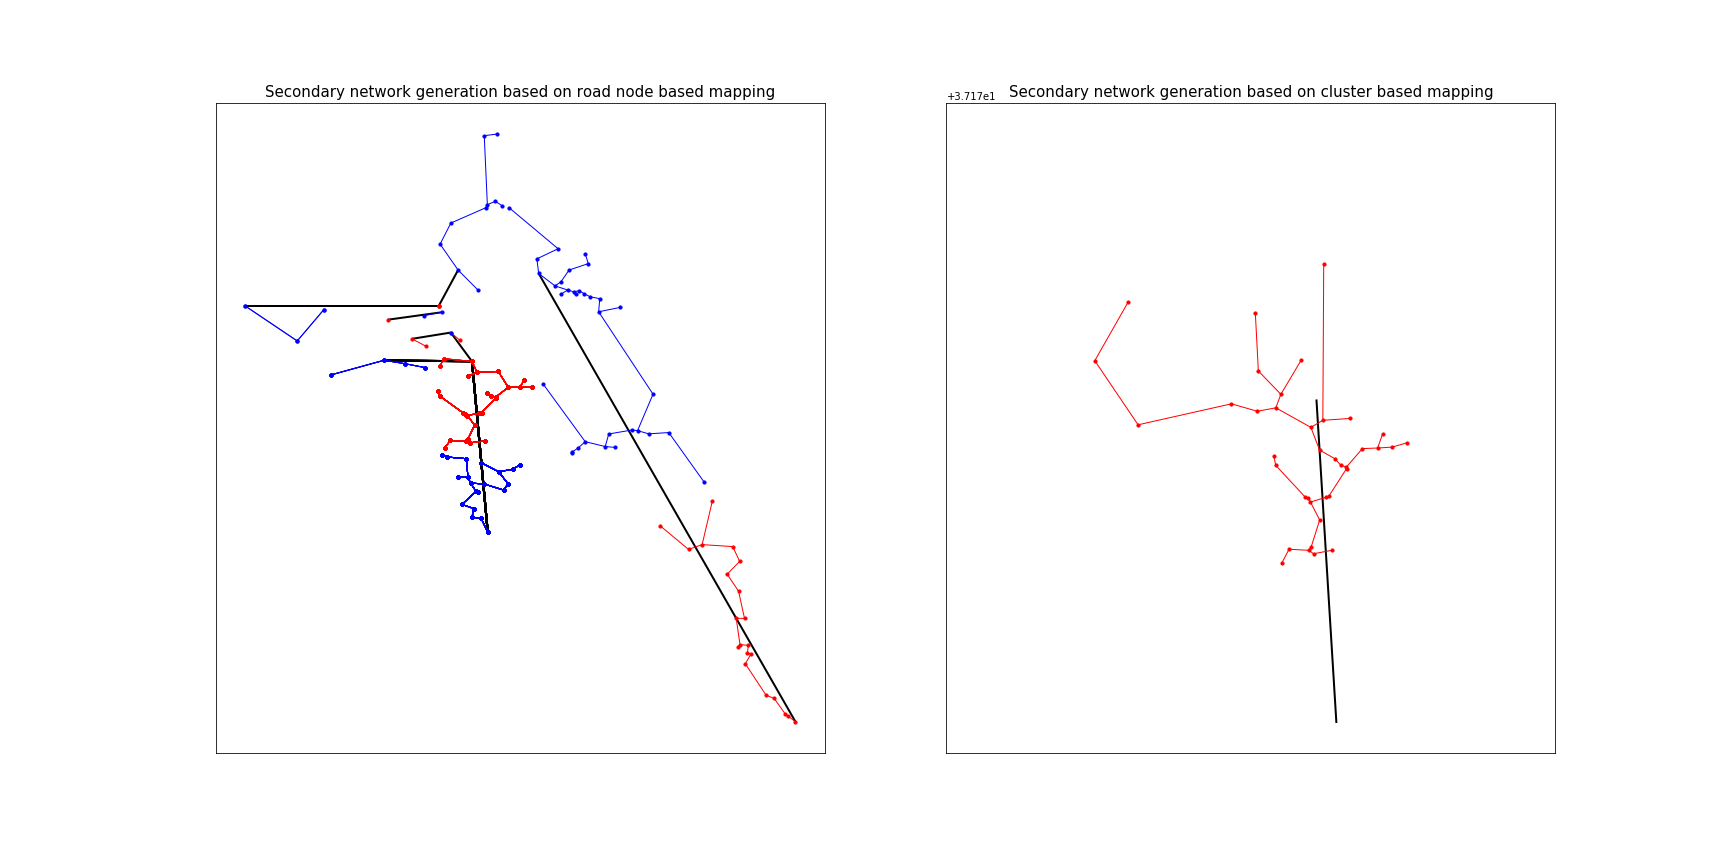 Secondary network generation based on road node based mapping
Secondary network generation based on cluster based mapping
+3.717e1